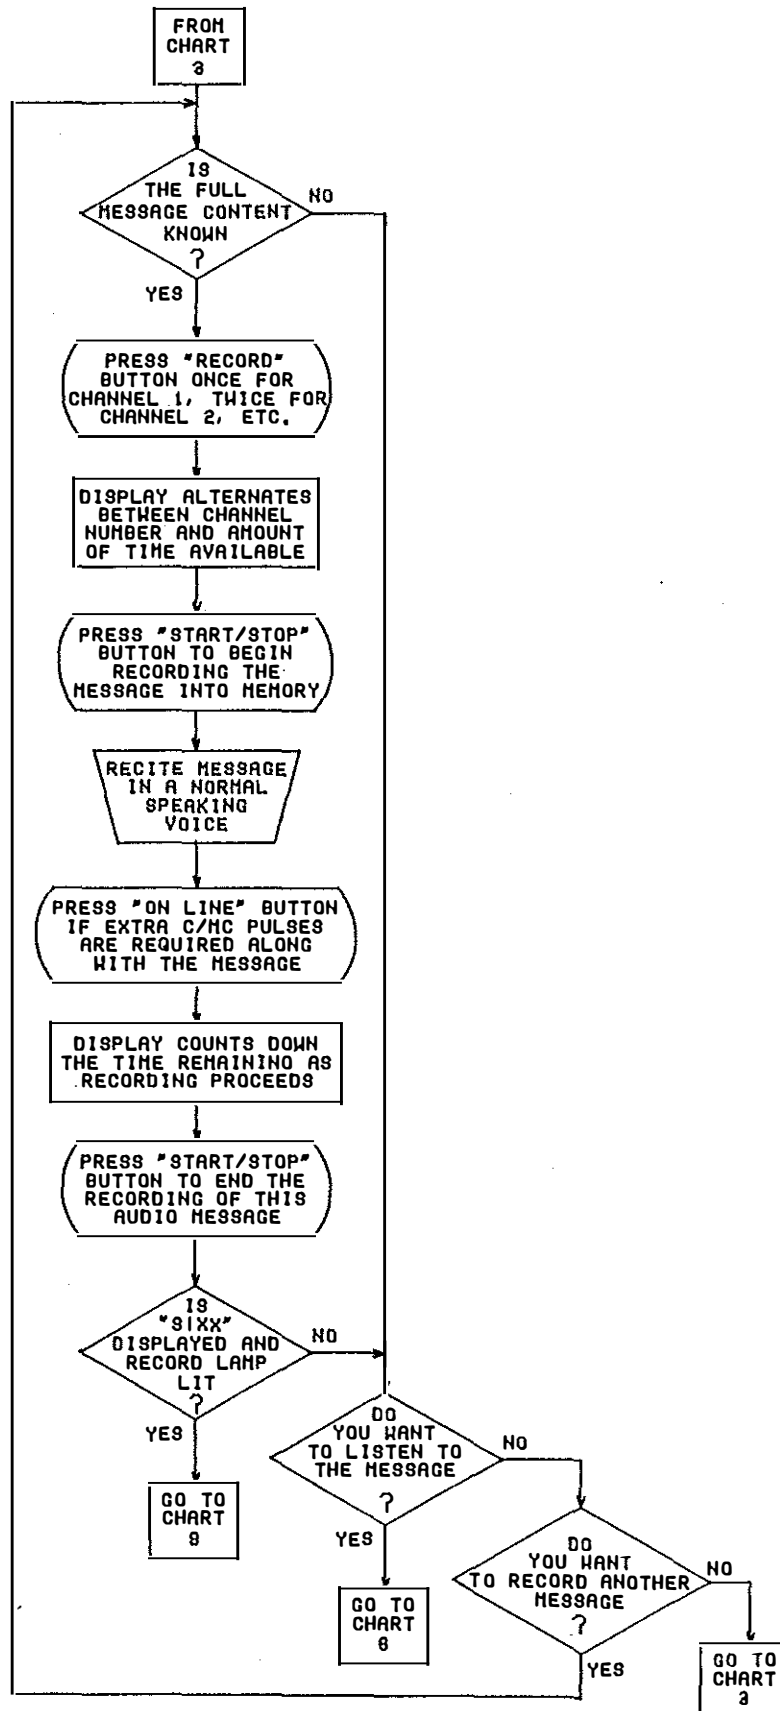 FROM
CHART
3
IS
THE FULL
MESSAGE CONTENT
KNOWN
?
NO
YES
PRESS "RECORD"
BUTTON ONCE FOR
CHANNEL 1, TWICE FOR
CHANNEL 2, ETC.
DISPLAY ALTERNATES
BETWEEN CHANNEL
NUMBER AND AMOUNT
OF TIME AVAILABLE
PRESS "START/STOP"
BUTTON TO BEGIN
RECORDING THE
MESSAGE INTO MEMORY
RECITE MESSAGE
IN A NORMAL
SPEAKING
VOICE
PRESS "ON LINE" BUTTON
IF EXTRA C/MC PULSES
ARE REQUIRED ALONG
WITH THE MESSAGE
DISPLAY COUNTS DOWN
THE TIME REMAINING AS
RECORDING PROCEEDS
PRESS "START/STOP"
BUTTON TO END THE
RECORDING OF THIS
AUDIO MESSAGE
IS
DISPLAYED AND
RECORD LAMP
LIT
?
NO
YES
GO TO
CHART
DO
YOU WANT
TO LISTEN TO
THE MESSAGE
?
NO
YES
GO TO
CHART
6
DO
YOU WANT
TO RECORD ANOTHER
MESSAGE
?
NO
YES
GO TO
CHART
3